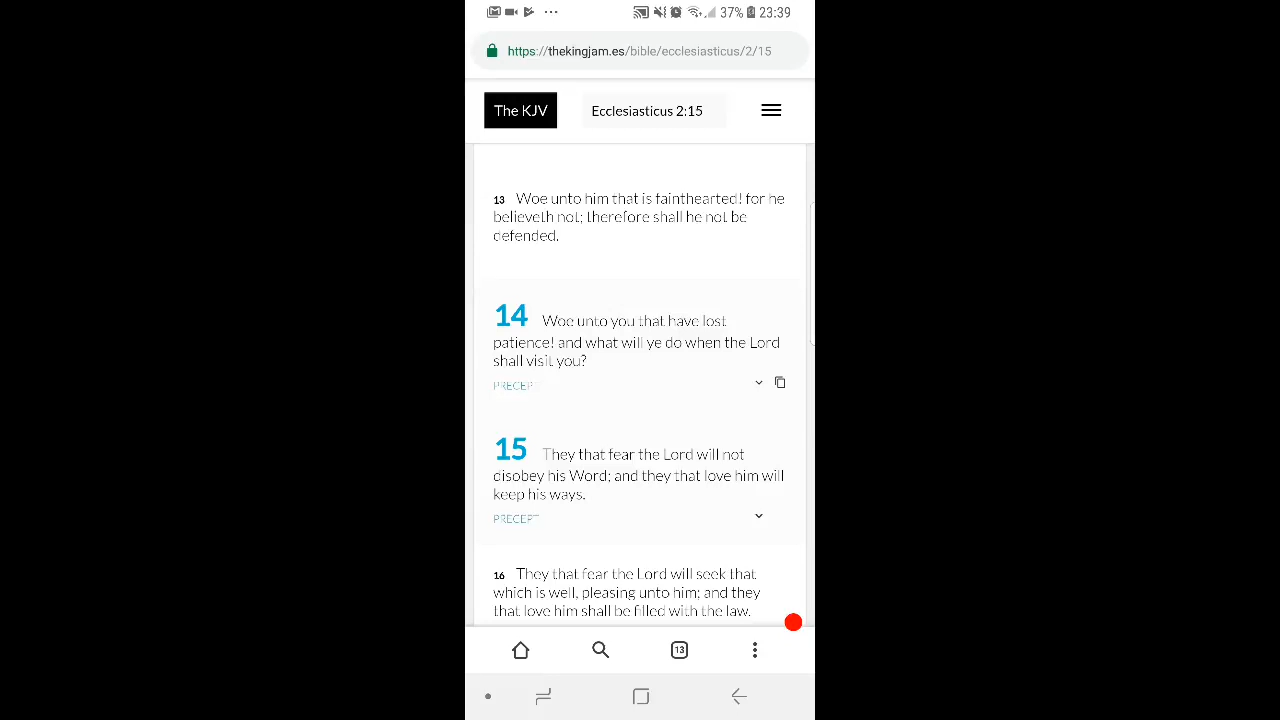 37% 23:39
https://thekingjam.es/bible/ecclesiasticus/2/15
The KJV Ecclesiasticus 2:15
13 Woe unto him that is fainthearted! for he
believeth not; therefore shall he not be
defended.
14 Woe unto you that have lost
patience! and what will ye do when the Lord
shall visit you?
PRECEPT
15 They that fear the Lord will not
disobey his Word; and they that love him will
keep his ways.
PRECEPT
16 They that fear the Lord will seek that
which is well, pleasing unto him; and they
that love him shall be filled with the law.
13